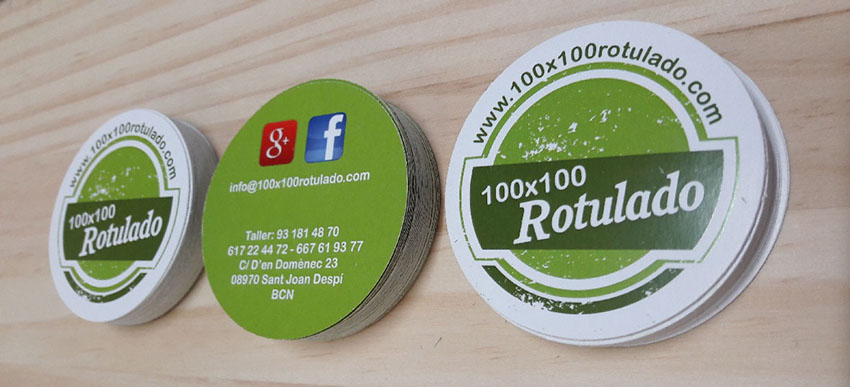 www.100x100rotulado.com
100x100
Rotulado
g+
f
info@100x100rotulado.com
Taller: 93 181 48 70
617 22 44 72 - 667 61 93 77
C/ D'en Domènec 23
08970 Sant Joan Despí
BCN
www.100x100rotulado.com
100x100
Rotulado